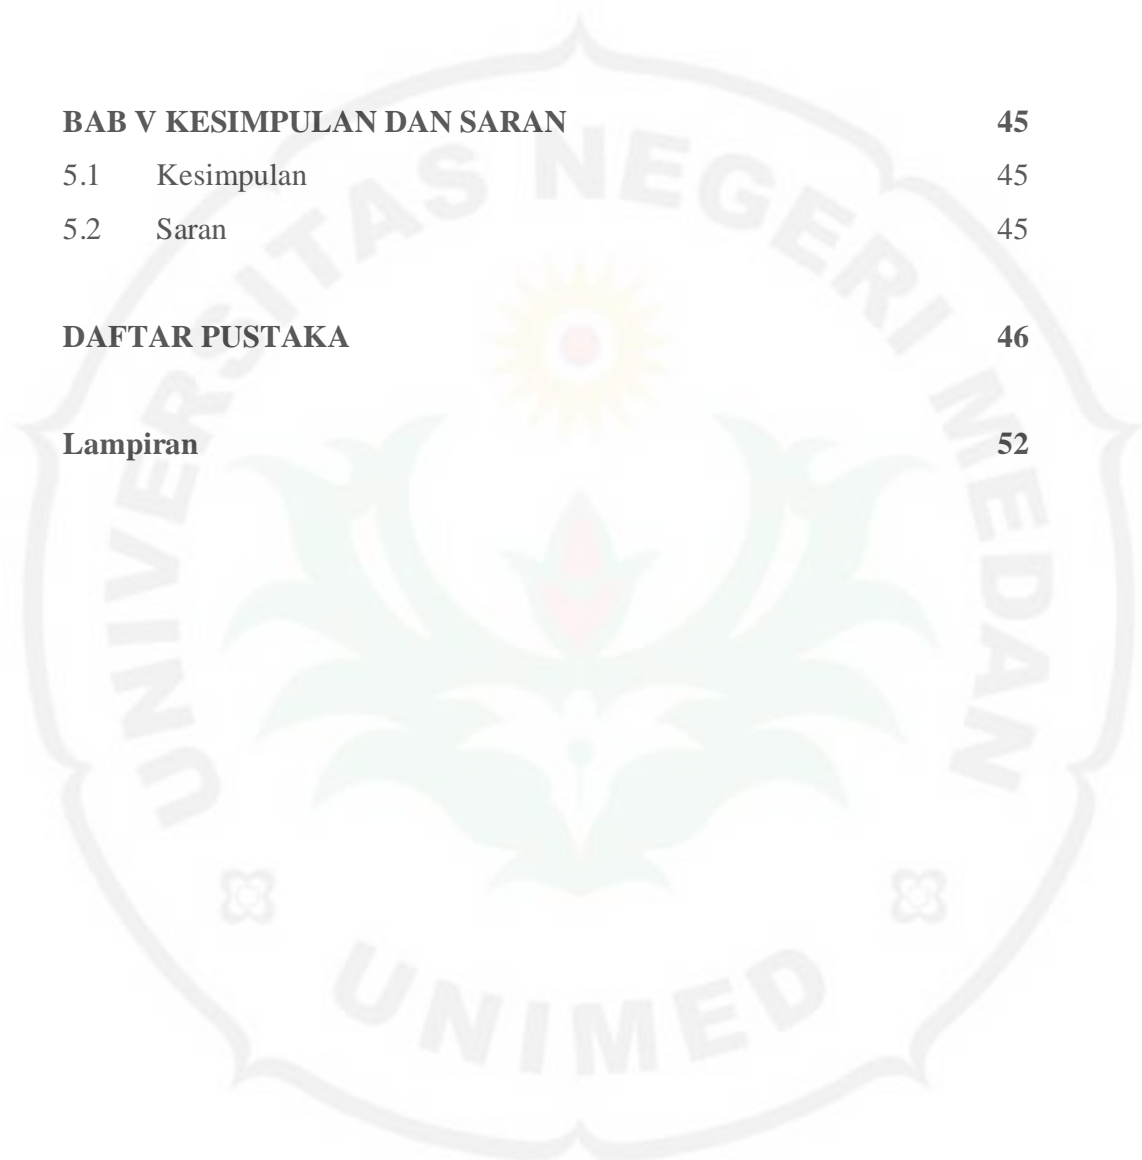 BAB V KESIMPULAN DAN SARAN 45
5.1 Kesimpulan 45
5.2 Saran 45
DAFTAR PUSTAKA 46
Lampiran 52
UNIVERSITAS NEGERI MEDAN
UNIMED